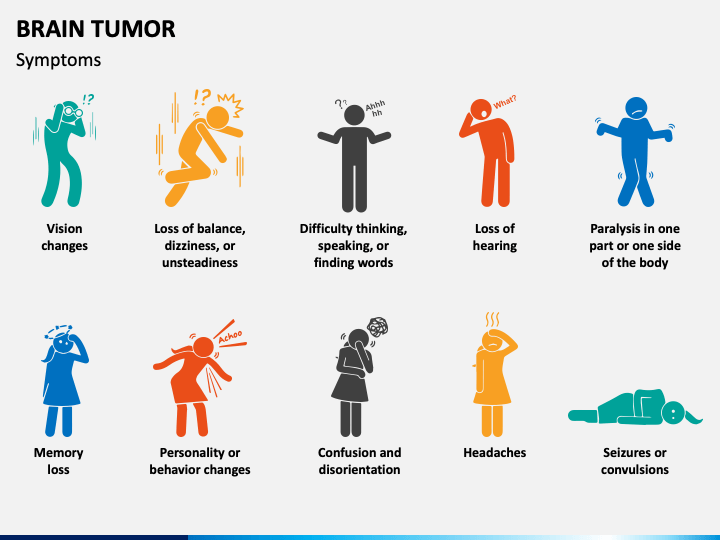 BRAIN TUMOR
Symptoms
!?
!?
??
Ahhh
hh
What?
Vision
changes
Loss of balance,
dizziness, or
unsteadiness
Difficulty thinking,
speaking, or
finding words
Loss of
hearing
Paralysis in one
part or one side
of the body
Achoo
Memory
loss
Personality or
behavior changes
Confusion and
disorientation
Headaches
Seizures or
convulsions